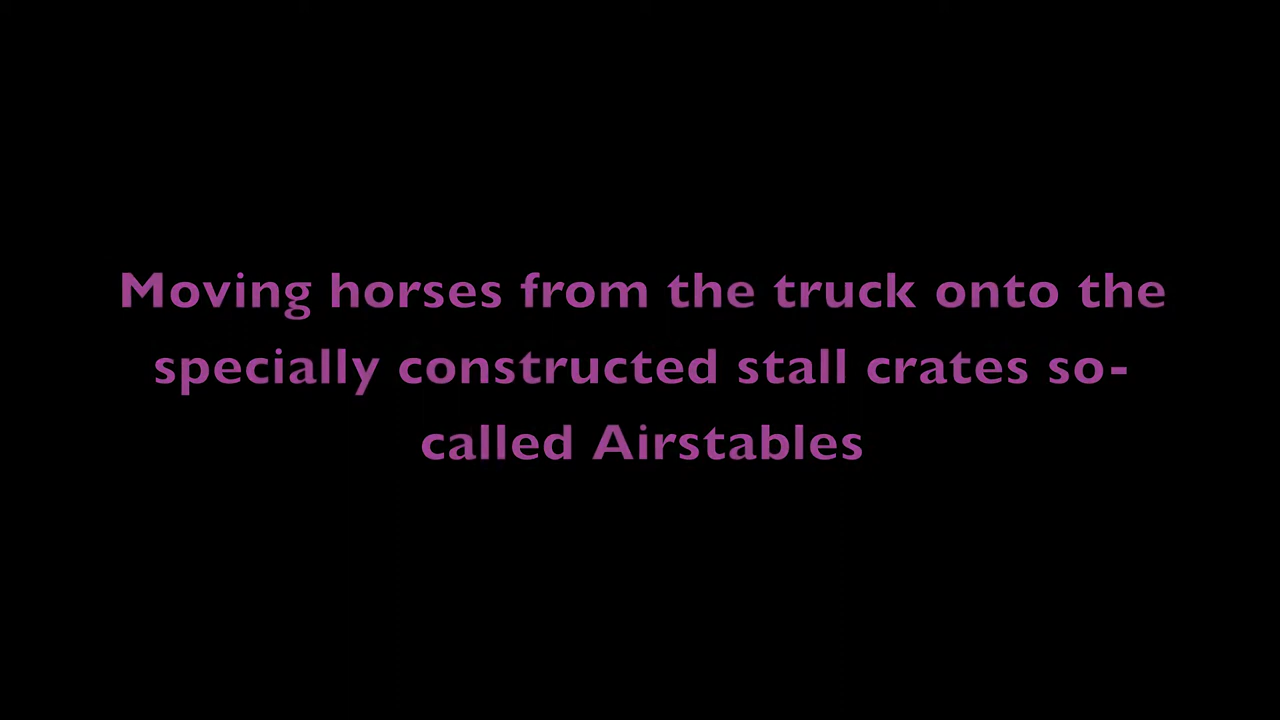 Moving horses from the truck onto the
specially constructed stall crates so-
called Airstables